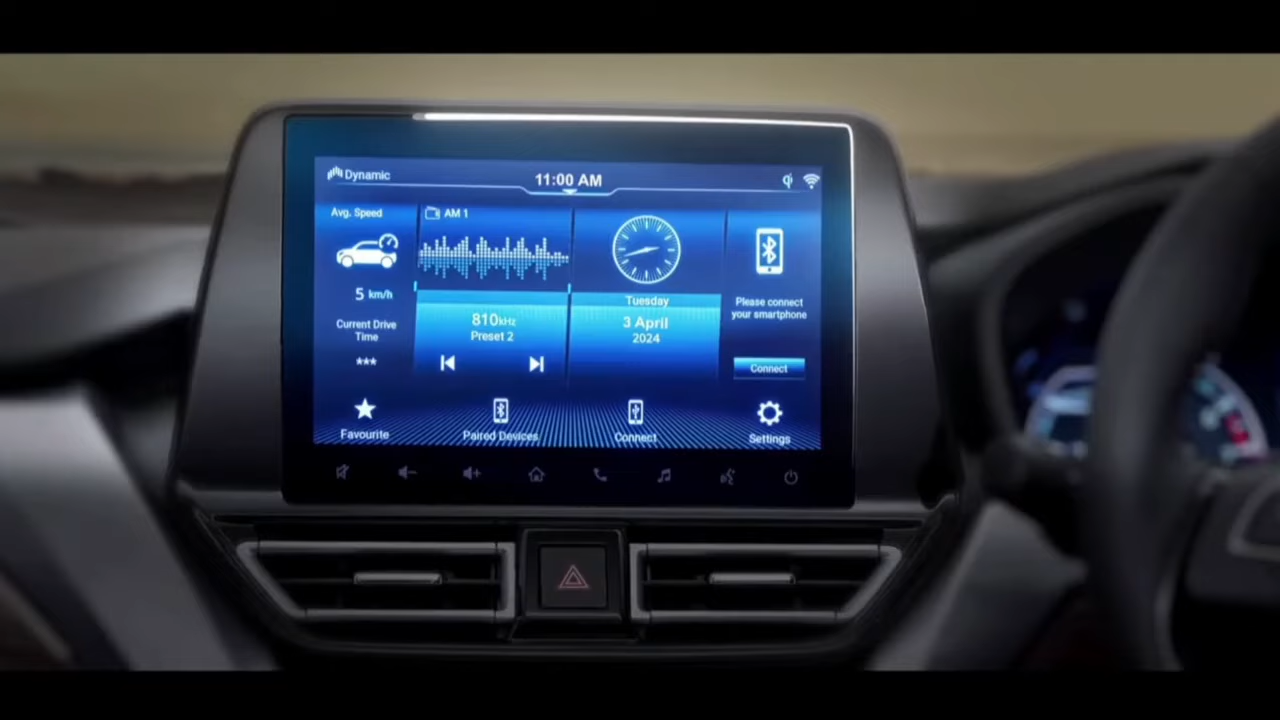 Dynamic
11:00 AM
Avg. Speed
AM 1
5 km/h
Tuesday
Please connect
your smartphone
810kHz
Preset 2
3 April
2024
Current Drive
Time
***
Connect
Favourite
Paired Devices
Connect
Settings